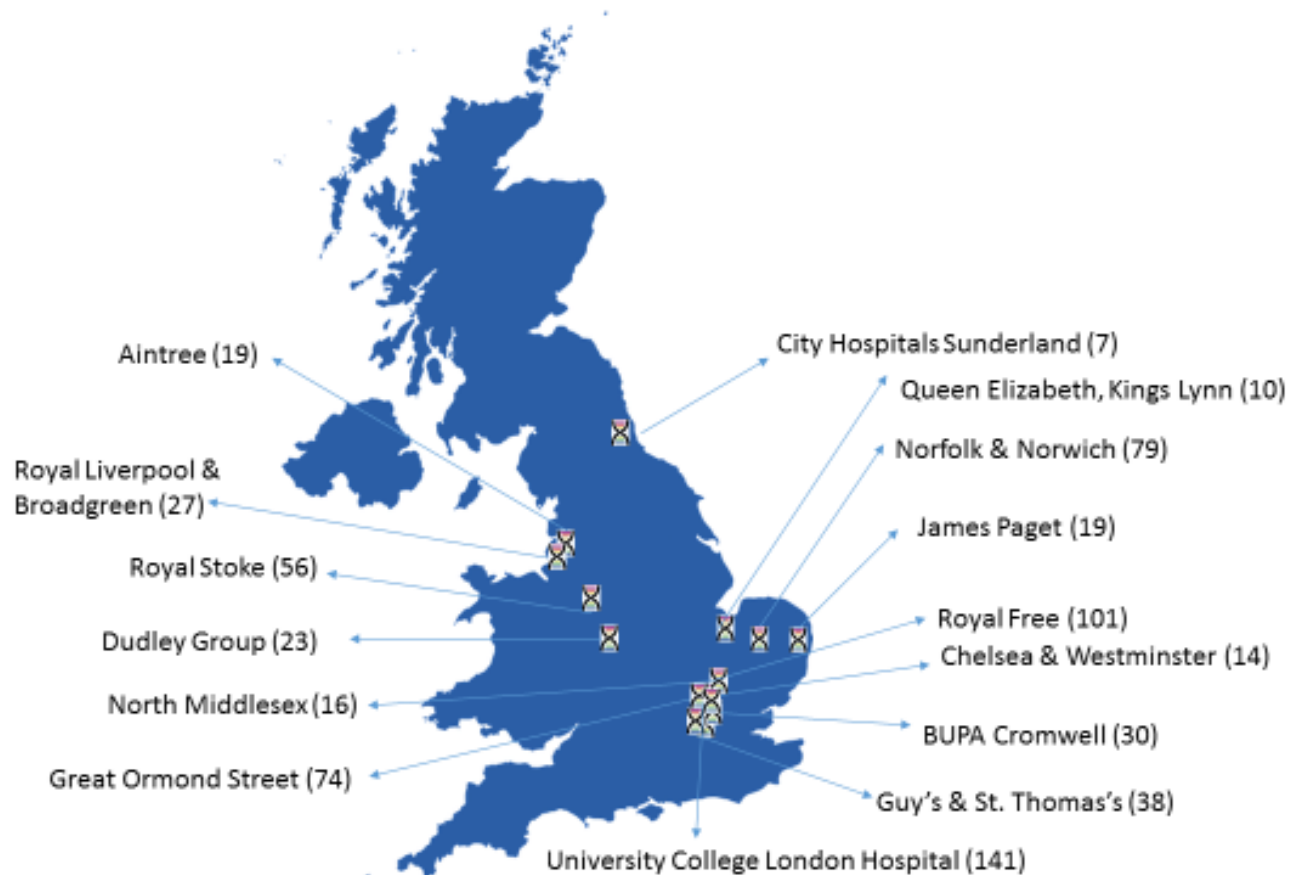 Aintree (19)
Royal Liverpool &
Broadgreen (27)
Royal Stoke (56)
Dudley Group (23)
North Middlesex (16)
Great Ormond Street (74)
City Hospitals Sunderland (7)
Queen Elizabeth, Kings Lynn (10)
Norfolk & Norwich (79)
James Paget (19)
Royal Free (101)
Chelsea & Westminster (14)
BUPA Cromwell (30)
Guy's & St. Thomas's (38)
University College London Hospital (141)